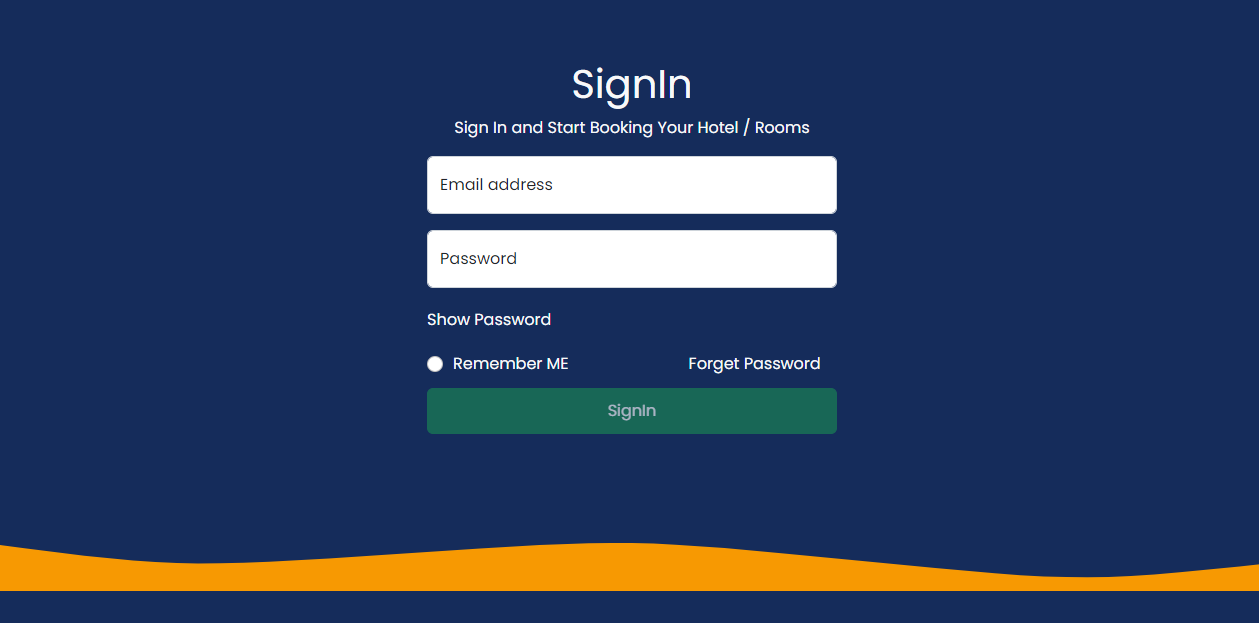 SignIn
Sign In and Start Booking Your Hotel / Rooms
Email address
Password
Show Password
Remember ME Forget Password
SignIn